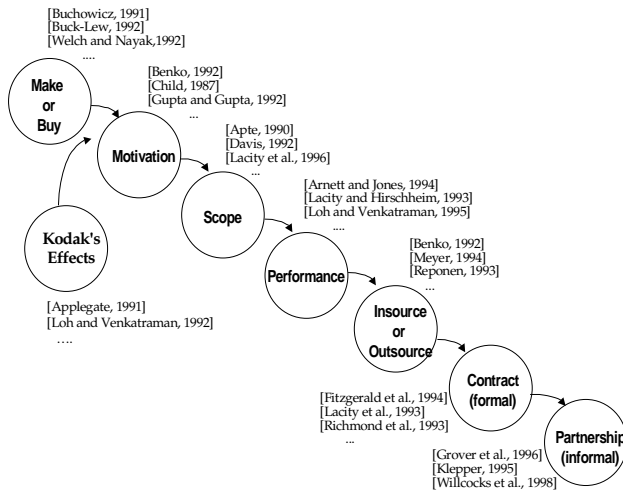 [Buchowicz, 1991]
[Buck-Lew, 1992]
[Welch and Nayak,1992]
....
Make
or
Buy
[Benko, 1992]
[Child, 1987]
[Gupta and Gupta, 1992]
...
Motivation
[Apte, 1990]
[Davis, 1992]
[Lacity et al., 1996]
...
Scope
Kodak's
Effects
[Applegate, 1991]
[Loh and Venkatraman, 1992]
....
[Arnett and Jones, 1994]
[Lacity and Hirschheim, 1993]
[Loh and Venkatraman, 1995]
....
Performance
[Benko, 1992]
[Meyer, 1994]
[Reponen, 1993]
...
Insource
or
Outsource
[Fitzgerald et al., 1994]
[Lacity et al., 1993]
[Richmond et al., 1993]
...
Contract
(formal)
[Grover et al., 1996]
[Klepper, 1995]
[Willcocks et al., 1998]
Partnership
(informal)